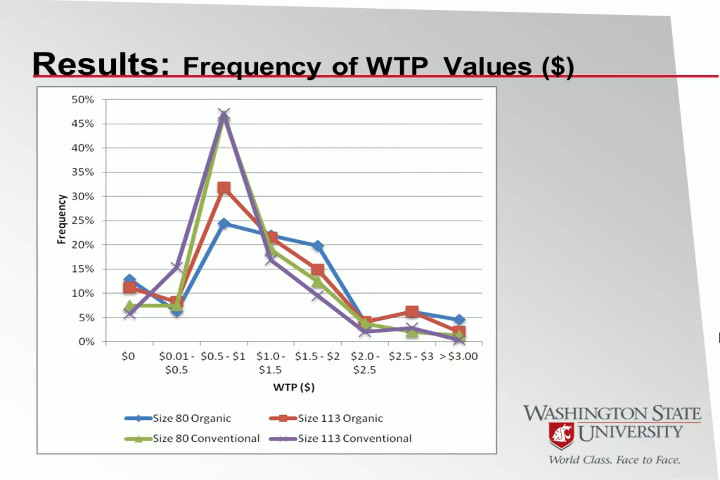 Results: Frequency of WTP Values ($)
50%
45%
40%
35%
30%
25%
20%
15%
10%
5%
0%
Frequency
$0
$0.01 - $0.5
$0.5 - $1
$1.0 - $1.5
$1.5 - $2
$2.0 - $2.5
$2.5 - $3
>$3.00
WTP ($)
Size 80 Organic
Size 113 Organic
Size 80 Conventional
Size 113 Conventional
WASHINGTON STATE
UNIVERSITY
World Class. Face to Face.